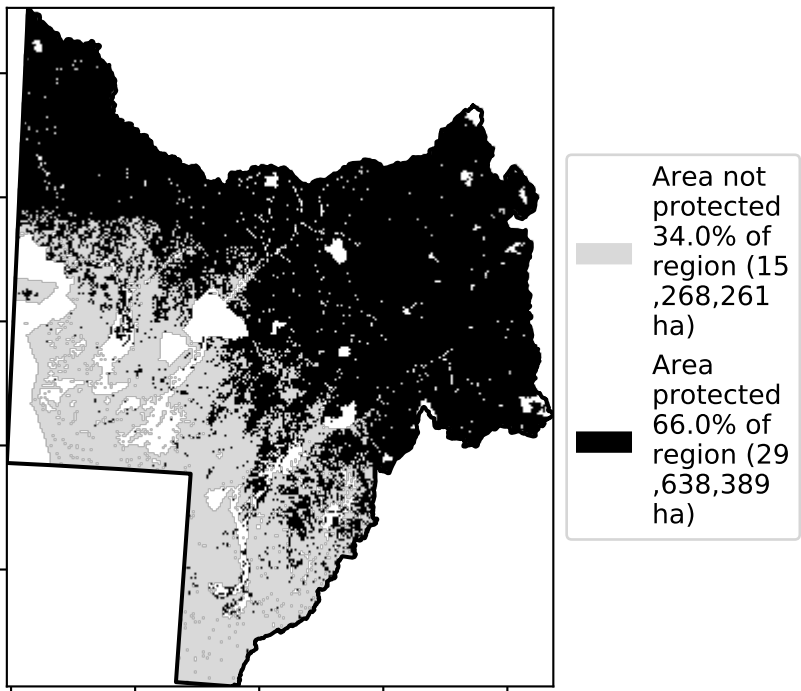 Area not
protected
34.0% of
region (15
,268,261
ha)
Area
protected
66.0% of
region (29
,638,389
ha)